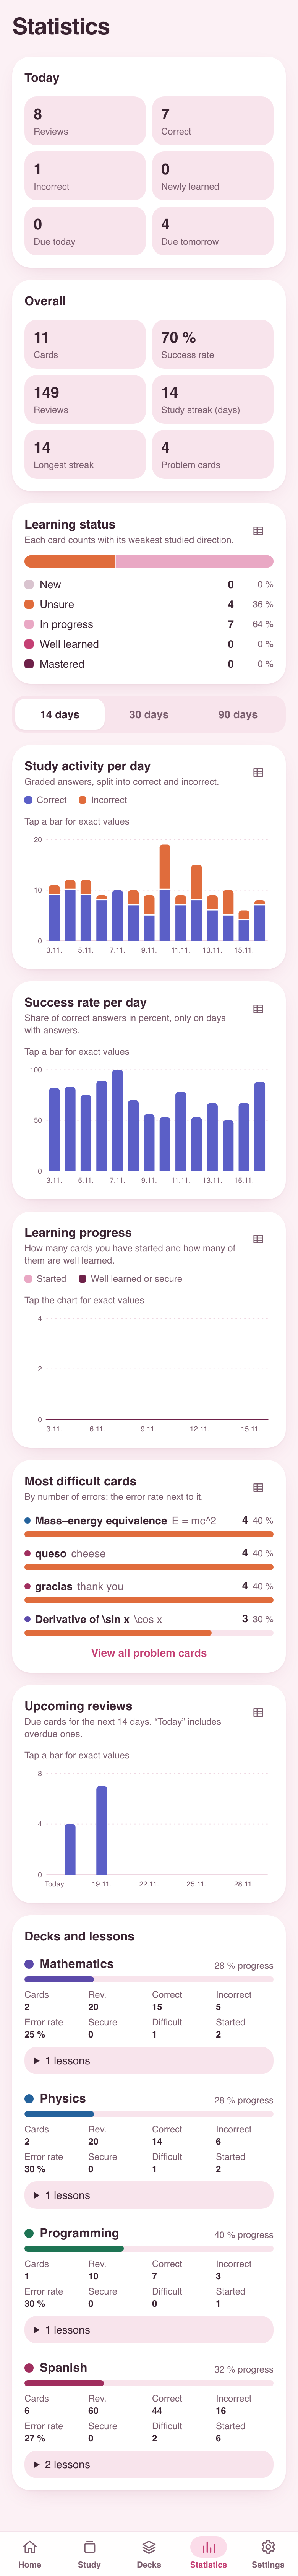 Statistics
Today
8
Reviews
7
Correct
1
Incorrect
0
Newly learned
0
Due today
4
Due tomorrow
Overall
11
Cards
70 %
Success rate
149
Reviews
14
Study streak (days)
14
Longest streak
4
Problem cards
Learning status
Each card counts with its weakest studied direction.
New 0 0 %
Unsure 4 36 %
In progress 7 64 %
Well learned 0 0 %
Mastered 0 0 %
14 days 30 days 90 days
Study activity per day
Graded answers, split into correct and incorrect.
Correct Incorrect
Tap a bar for exact values
20
10
0
3.11. 5.11. 7.11. 9.11. 11.11. 13.11. 15.11.
Success rate per day
Share of correct answers in percent, only on days
with answers.
Tap a bar for exact values
100
50
0
3.11. 5.11. 7.11. 9.11. 11.11. 13.11. 15.11.
Learning progress
How many cards you have started and how many of
them are well learned.
Started Well learned or secure
Tap the chart for exact values
4
2
0
3.11. 6.11. 9.11. 12.11. 15.11.
Most difficult cards
By number of errors; the error rate next to it.
Mass–energy equivalence E = mc^2 4 40 %
queso cheese 4 40 %
gracias thank you 4 40 %
Derivative of \sin x \cos x 3 30 %
View all problem cards
Upcoming reviews
Due cards for the next 14 days. “Today” includes
overdue ones.
Tap a bar for exact values
8
4
0
Today 19.11. 22.11. 25.11. 28.11.
Decks and lessons
Mathematics 28 % progress
Cards Rev. Correct Incorrect
2 20 15 5
Error rate Secure Difficult Started
25 % 0 1 2
1 lessons
Physics 28 % progress
Cards Rev. Correct Incorrect
2 20 14 6
Error rate Secure Difficult Started
30 % 0 1 2
1 lessons
Programming 40 % progress
Cards Rev. Correct Incorrect
1 10 7 3
Error rate Secure Difficult Started
30 % 0 0 1
1 lessons
Spanish 32 % progress
Cards Rev. Correct Incorrect
6 60 44 16
Error rate Secure Difficult Started
27 % 0 2 6
2 lessons
Home Study Decks Statistics Settings